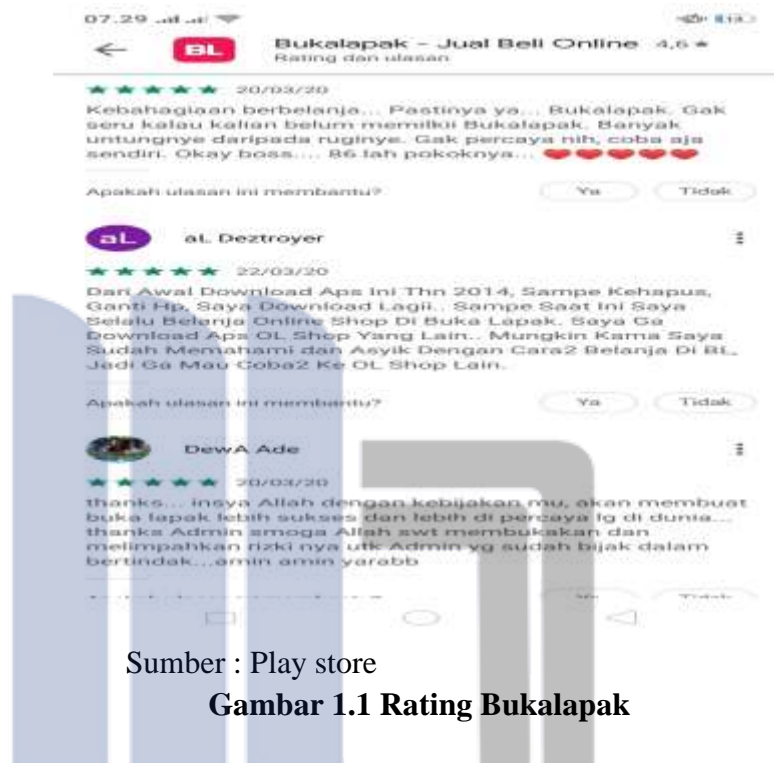 07.29
BL Bukalapak - Jual Beli Online 4,6 ★
Rating dan ulasan
20/03/20
Kebahagiaan berbelanja... Pastinya ya... Bukalapak. Gak
seru kalau kalian belum memilkii Bukalapak. Banyak
untungnye daripada ruginye. Gak percaya nih, coba aja
sendiri. Okay boss.... 86 lah pokoknya... ❤❤❤❤❤
Apakah ulasan ini membantu? Ya Tidak
aL aL Deztroyer
22/03/20
Dari Awal Download Aps Ini Thn 2014, Sampe Kehapus,
Ganti Hp, Saya Download Lagii.. Sampe Saat Ini Saya
Selalu Belanja Online Shop Di Buka Lapak. Saya Ga
Download Aps OL Shop Yang Lain.. Mungkin Karna Saya
Sudah Memahami dan Asyik Dengan Cara2 Belanja Di BL,
Jadi Ga Mau Coba2 Ke OL Shop Lain.
Apakah ulasan ini membantu? Ya Tidak
DewA Ade
20/03/20
thanks... insya Allah dengan kebijakan mu, akan membuat
buka lapak lebih sukses dan lebih di percaya lg di dunia...
thanks Admin smoga Allah swt membukakan dan
melimpahkan rizki nya utk Admin yg sudah bijak dalam
bertindak...amin amin yarabb
Sumber : Play store
Gambar 1.1 Rating Bukalapak